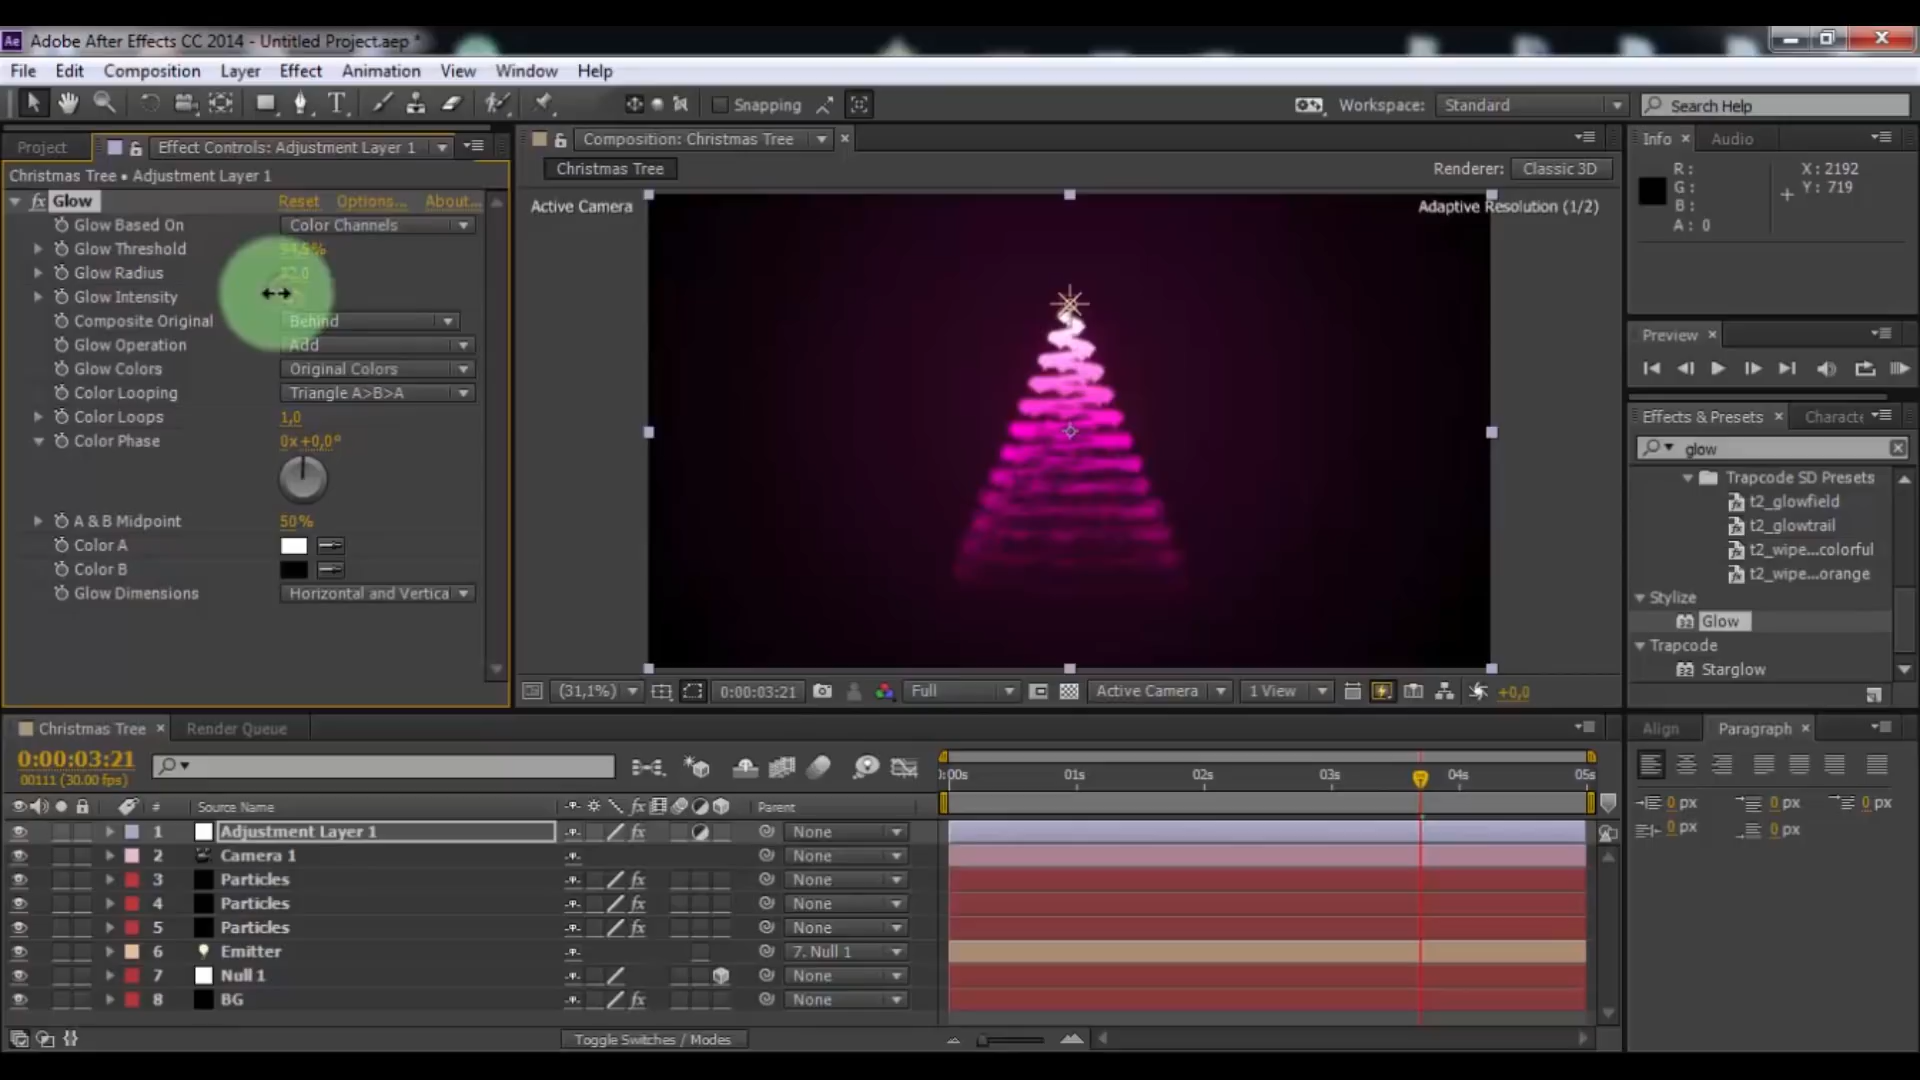 Ae Adobe After Effects CC 2014 - Untitled Project.aep *
File Edit Composition Layer Effect Animation View Window Help
Snapping Workspace: Standard Search Help
Project Effect Controls: Adjustment Layer 1
Christmas Tree • Adjustment Layer 1
fx Glow Reset Options... About...
Glow Based On Color Channels
Glow Threshold
Glow Radius
Glow Intensity
Composite Original Behind
Glow Operation Add
Glow Colors Original Colors
Color Looping Triangle A>B>A
Color Loops 1,0
Color Phase 0x+0,0°
A & B Midpoint 50%
Color A
Color B
Glow Dimensions Horizontal and Vertica
Composition: Christmas Tree
Christmas Tree Renderer: Classic 3D
Active Camera Adaptive Resolution (1/2)
(31,1%) 0:00:03:21 Full Active Camera 1 View +0,0
Info Audio
R: X: 2192
G: Y: 719
B:
A: 0
Preview
Effects & Presets Characte
glow
Trapcode SD Presets
t2_glowfield
t2_glowtrail
t2_wipe...colorful
t2_wipe...orange
Stylize
Glow
Trapcode
Starglow
Christmas Tree Render Queue
0:00:03:21
00111 (30.00 fps)
:00s 01s 02s 03s 04s 05s
# Source Name fx Parent
1 Adjustment Layer 1 fx None
2 Camera 1 None
3 Particles fx None
4 Particles fx None
5 Particles fx None
6 Emitter 7. Null 1
7 Null 1 None
8 BG fx None
Toggle Switches / Modes
Align Paragraph
0 px 0 px 0 px
0 px 0 px